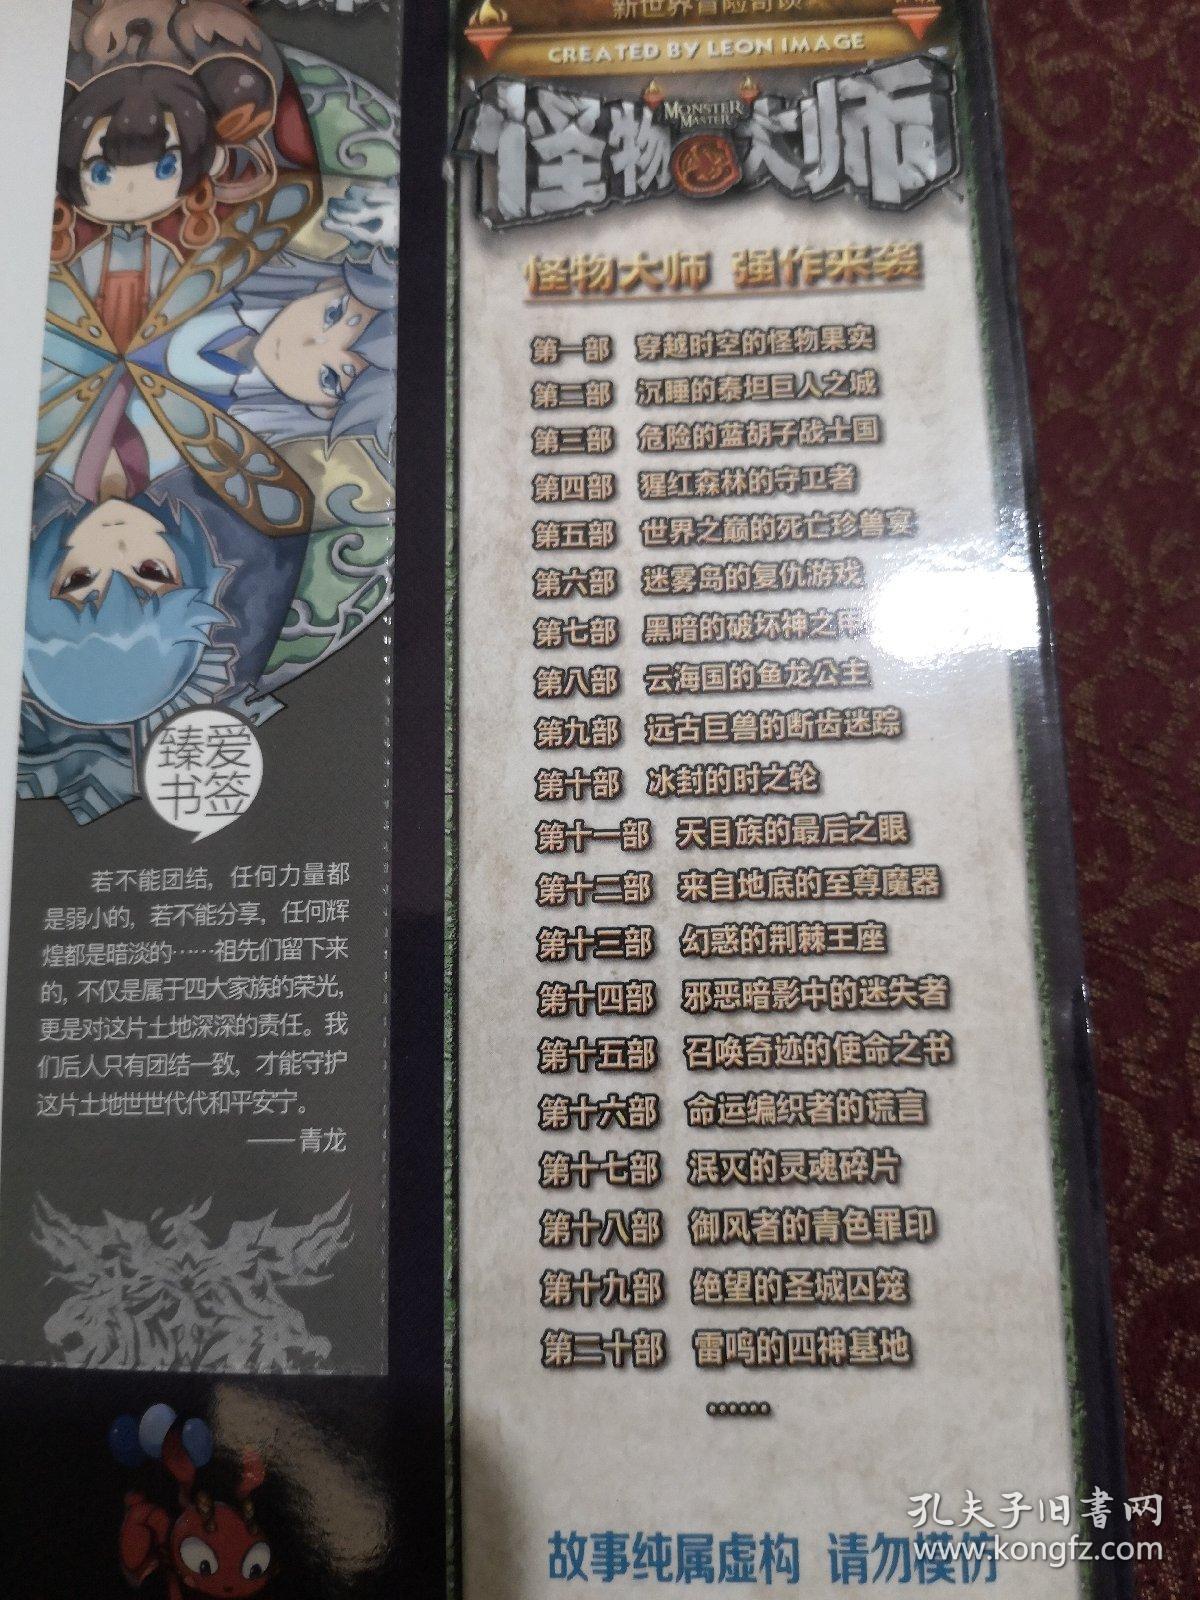 臻爱
书签
若不能团结，任何力量都
是弱小的，若不能分享，任何辉
煌都是暗淡的……祖先们留下来
的，不仅是属于四大家族的荣光，
更是对这片土地深深的责任。我
们后人只有团结一致，才能守护
这片土地世世代代和平安宁。
——青龙
新世界冒险奇谈
CREATED BY LEON IMAGE
怪物大师
MONSTER
MASTER
怪物大师 强作来袭
第一部 穿越时空的怪物果实
第二部 沉睡的泰坦巨人之城
第三部 危险的蓝胡子战士国
第四部 猩红森林的守卫者
第五部 世界之巅的死亡珍兽宴
第六部 迷雾岛的复仇游戏
第七部 黑暗的破坏神之
第八部 云海国的鱼龙公主
第九部 远古巨兽的断齿迷踪
第十部 冰封的时之轮
第十一部 天目族的最后之眼
第十二部 来自地底的至尊魔器
第十三部 幻惑的荆棘王座
第十四部 邪恶暗影中的迷失者
第十五部 召唤奇迹的使命之书
第十六部 命运编织者的谎言
第十七部 泯灭的灵魂碎片
第十八部 御风者的青色罪印
第十九部 绝望的圣城囚笼
第二十部 雷鸣的四神基地
……
故事纯属虚构 请勿模仿
孔夫子旧书网
www.kongfz.com